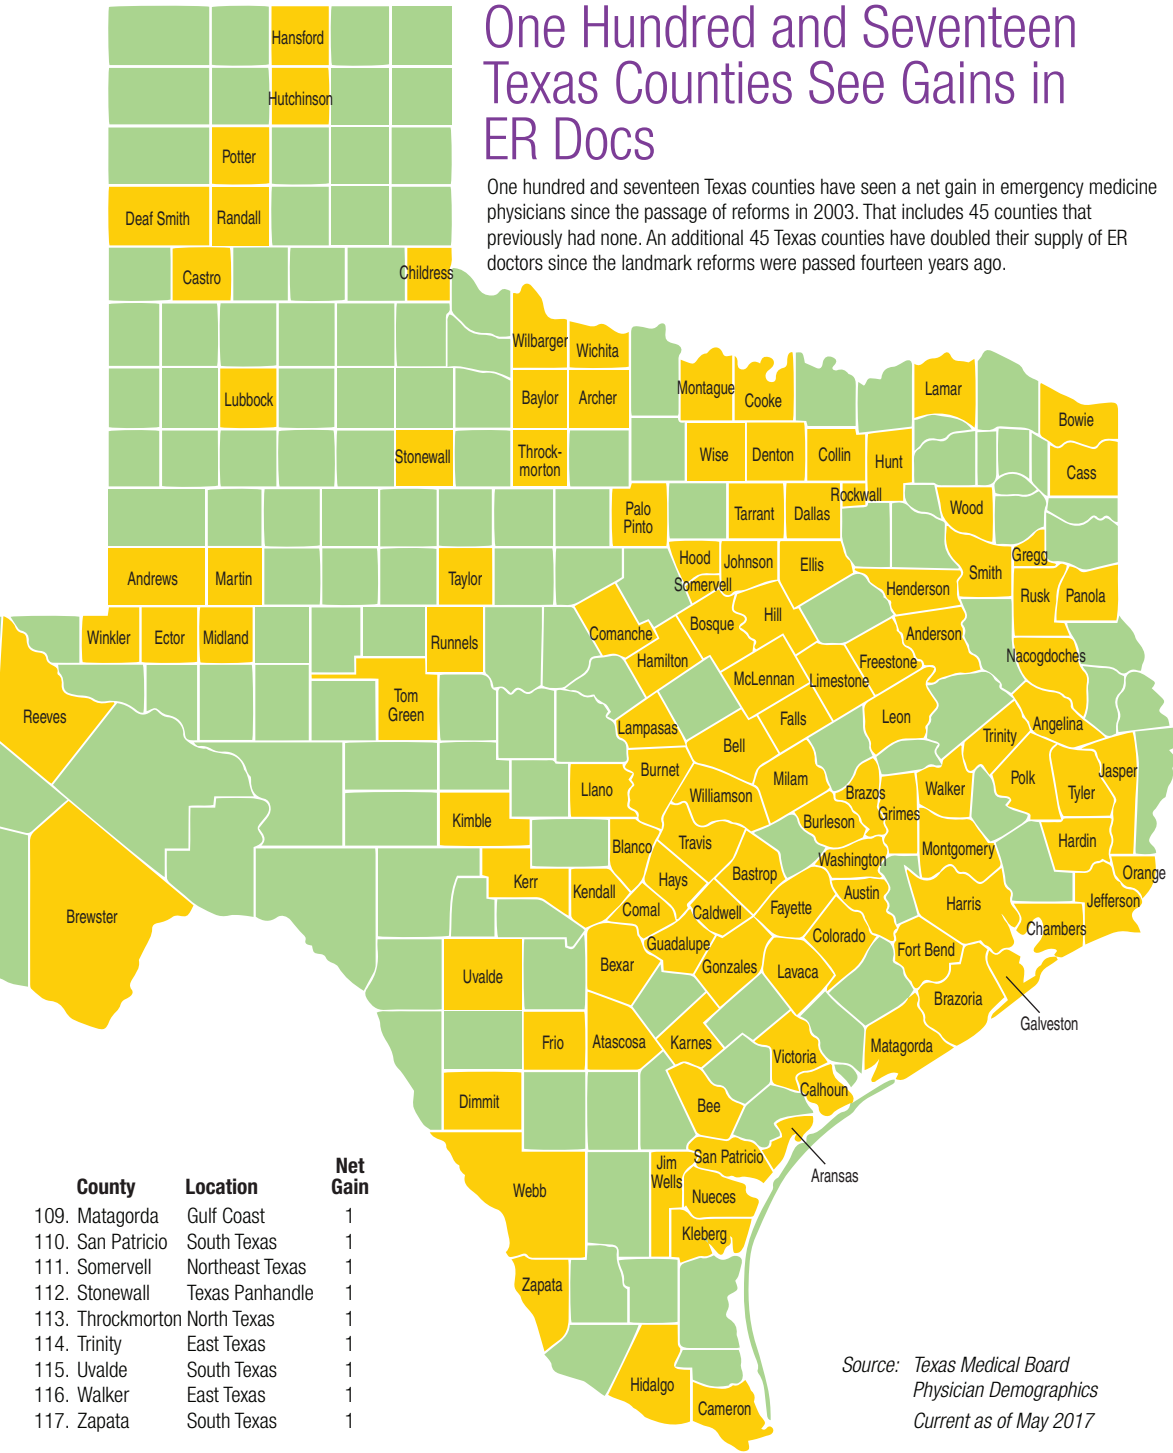 One Hundred and Seventeen
Texas Counties See Gains in
ER Docs
One hundred and seventeen Texas counties have seen a net gain in emergency medicine
physicians since the passage of reforms in 2003. That includes 45 counties that
previously had none. An additional 45 Texas counties have doubled their supply of ER
doctors since the landmark reforms were passed fourteen years ago.
Hansford
Hutchinson
Potter
Deaf Smith
Randall
Castro
Childress
Wilbarger
Wichita
Montague
Cooke
Lamar
Bowie
Lubbock
Baylor
Archer
Stonewall
Throck-
morton
Wise
Denton
Collin
Hunt
Cass
Rockwall
Palo
Pinto
Tarrant
Dallas
Wood
Andrews
Martin
Taylor
Hood
Johnson
Ellis
Gregg
Smith
Somervell
Henderson
Rusk
Panola
Winkler
Ector
Midland
Runnels
Comanche
Bosque
Hill
Anderson
Hamilton
Freestone
Nacogdoches
McLennan
Limestone
Reeves
Tom
Green
Lampasas
Falls
Leon
Angelina
Trinity
Bell
Burnet
Milam
Polk
Jasper
Tyler
Llano
Williamson
Brazos
Walker
Grimes
Kimble
Burleson
Blanco
Travis
Washington
Montgomery
Hardin
Kerr
Kendall
Hays
Bastrop
Austin
Orange
Harris
Jefferson
Brewster
Comal
Caldwell
Fayette
Colorado
Chambers
Guadalupe
Fort Bend
Uvalde
Bexar
Gonzales
Lavaca
Brazoria
Galveston
Frio
Atascosa
Karnes
Victoria
Matagorda
Dimmit
Bee
Calhoun
San Patricio
Jim
Wells
Aransas
Webb
Nueces
Kleberg
Zapata
Hidalgo
Cameron
County Location Net
Gain
109. Matagorda Gulf Coast 1
110. San Patricio South Texas 1
111. Somervell Northeast Texas 1
112. Stonewall Texas Panhandle 1
113. Throckmorton North Texas 1
114. Trinity East Texas 1
115. Uvalde South Texas 1
116. Walker East Texas 1
117. Zapata South Texas 1
Source: Texas Medical Board
Physician Demographics
Current as of May 2017